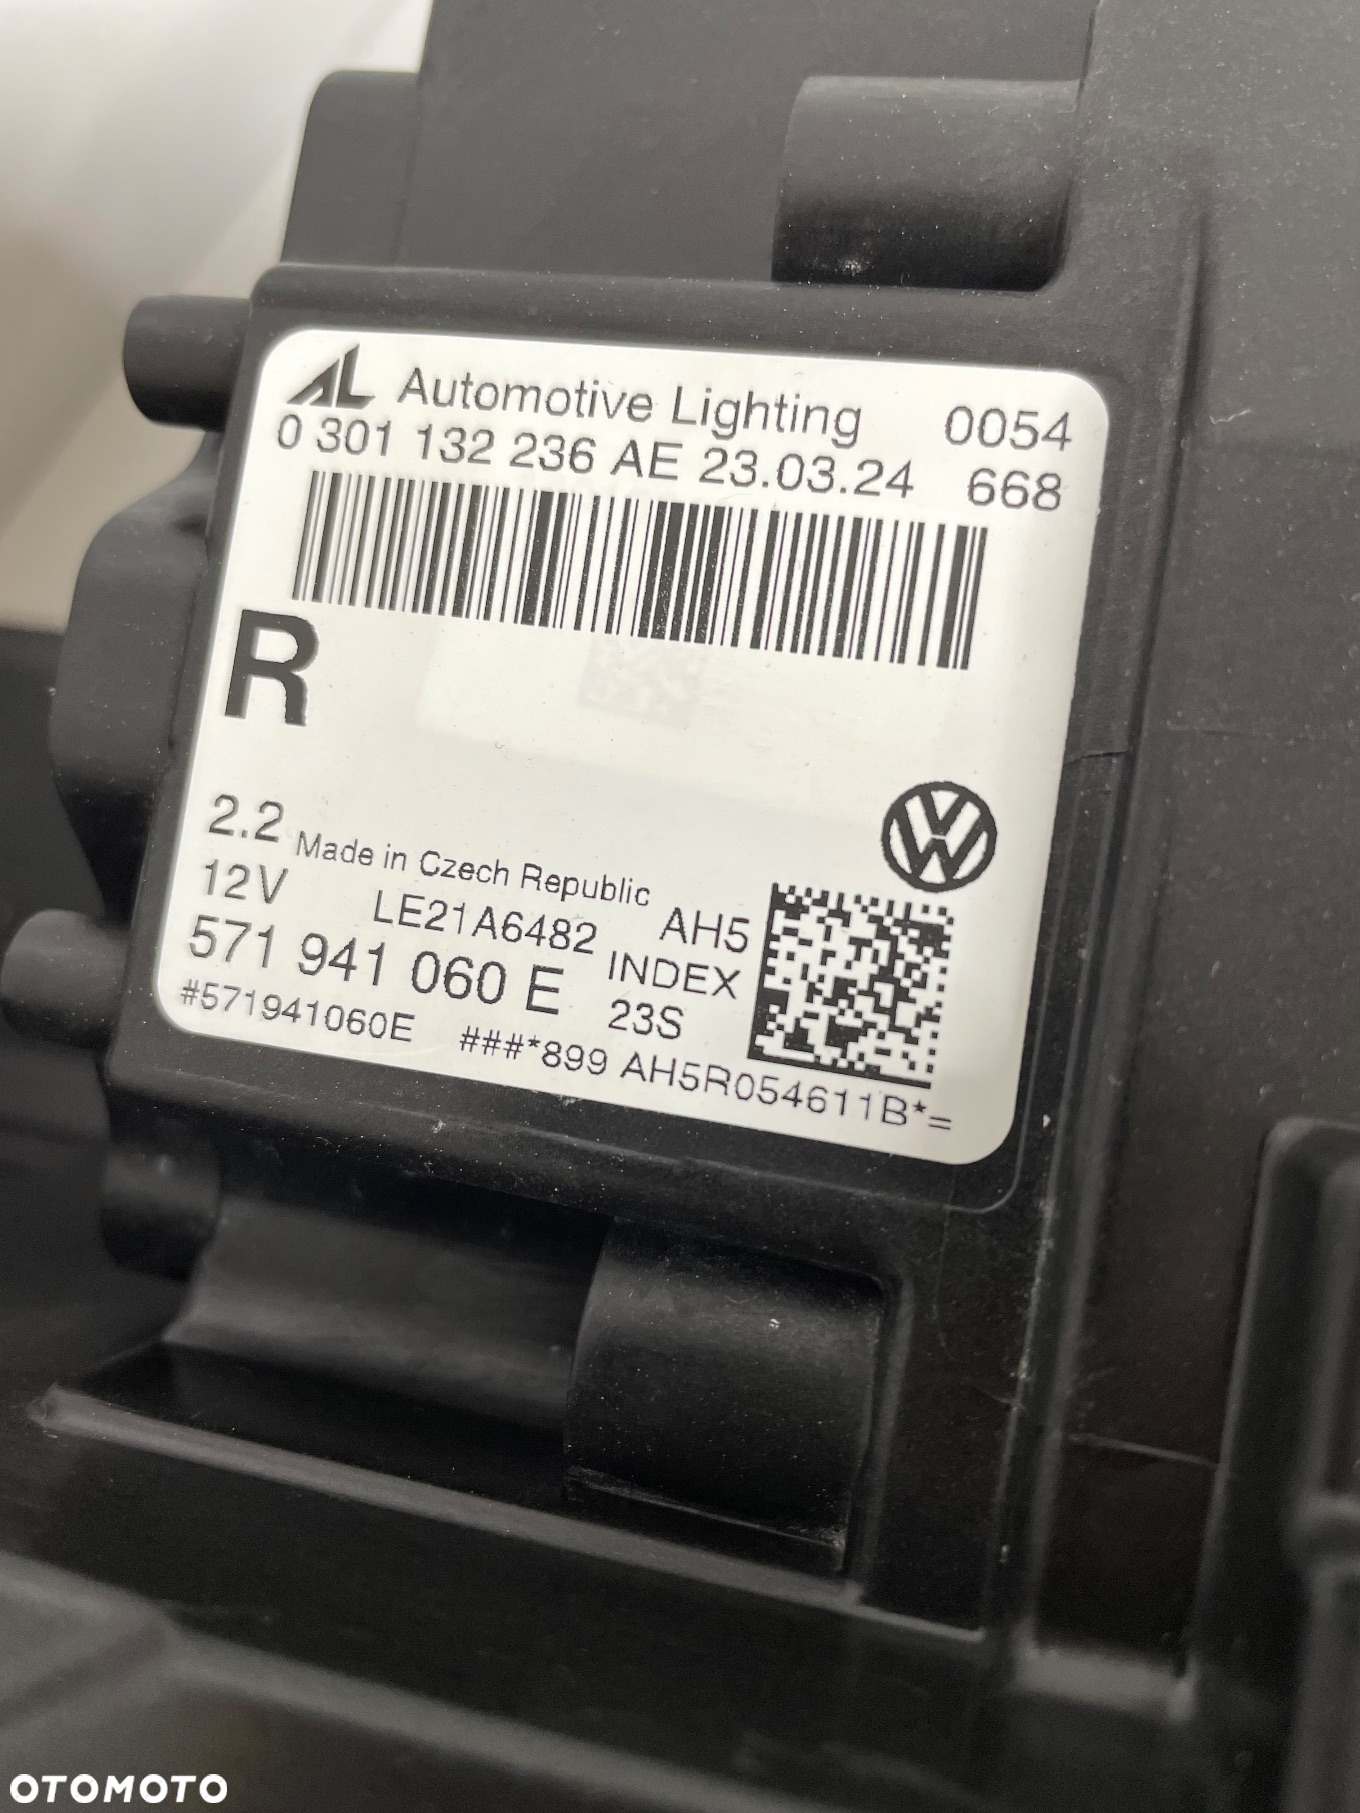 AL Automotive Lighting 0054
0 301 132 236 AE 23.03.24 668
R
2.2 Made in Czech Republic
12V LE21A6482 AH5
571 941 060 E INDEX
23S
#571941060E ###*899 AH5R054611B*=
OTOMOTO